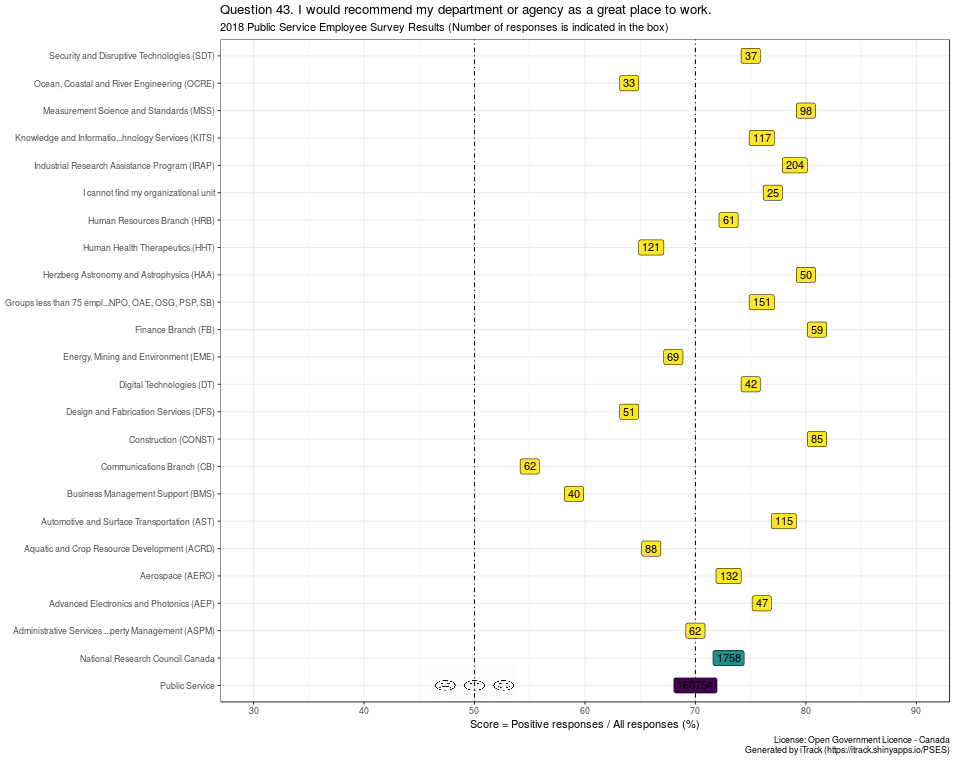 Question 43. I would recommend my department or agency as a great place to work.
2018 Public Service Employee Survey Results (Number of responses is indicated in the box)
Security and Disruptive Technologies (SDT) 37
Ocean, Coastal and River Engineering (OCRE) 33
Measurement Science and Standards (MSS) 98
Knowledge and Informatio...hnology Services (KITS) 117
Industrial Research Assistance Program (IRAP) 204
I cannot find my organizational unit 25
Human Resources Branch (HRB) 61
Human Health Therapeutics (HHT) 121
Herzberg Astronomy and Astrophysics (HAA) 50
Groups less than 75 empl...NPO, OAE, OSG, PSP, SB) 151
Finance Branch (FB) 59
Energy, Mining and Environment (EME) 69
Digital Technologies (DT) 42
Design and Fabrication Services (DFS) 51
Construction (CONST) 85
Communications Branch (CB) 62
Business Management Support (BMS) 40
Automotive and Surface Transportation (AST) 115
Aquatic and Crop Resource Development (ACRD) 88
Aerospace (AERO) 132
Advanced Electronics and Photonics (AEP) 47
Administrative Services ...perty Management (ASPM) 62
National Research Council Canada 1758
Public Service 160754
30 40 50 60 70 80 90
Score = Positive responses / All responses (%)
License: Open Government Licence - Canada
Generated by iTrack (https://itrack.shinyapps.io/PSES)